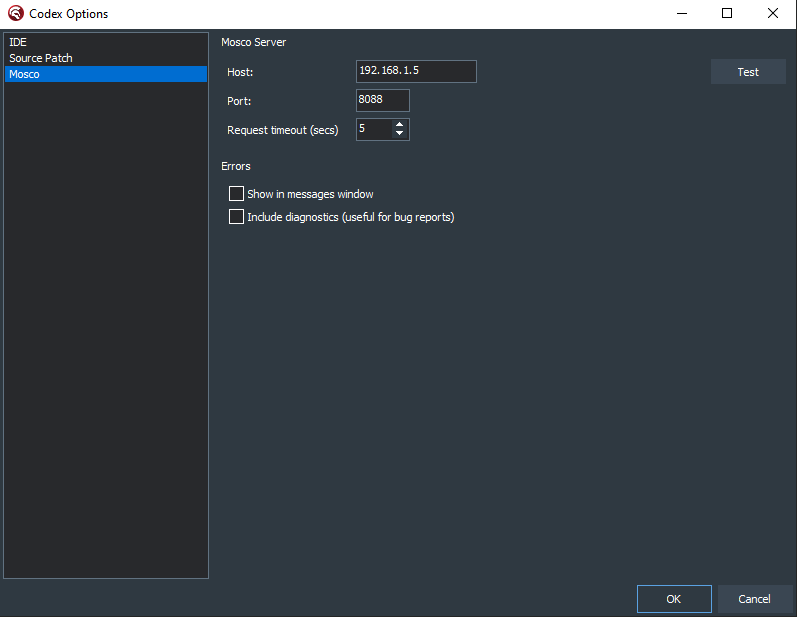 Codex Options
IDE
Source Patch
Mosco
Mosco Server
Host: 192.168.1.5 Test
Port: 8088
Request timeout (secs) 5
Errors
Show in messages window
Include diagnostics (useful for bug reports)
OK Cancel